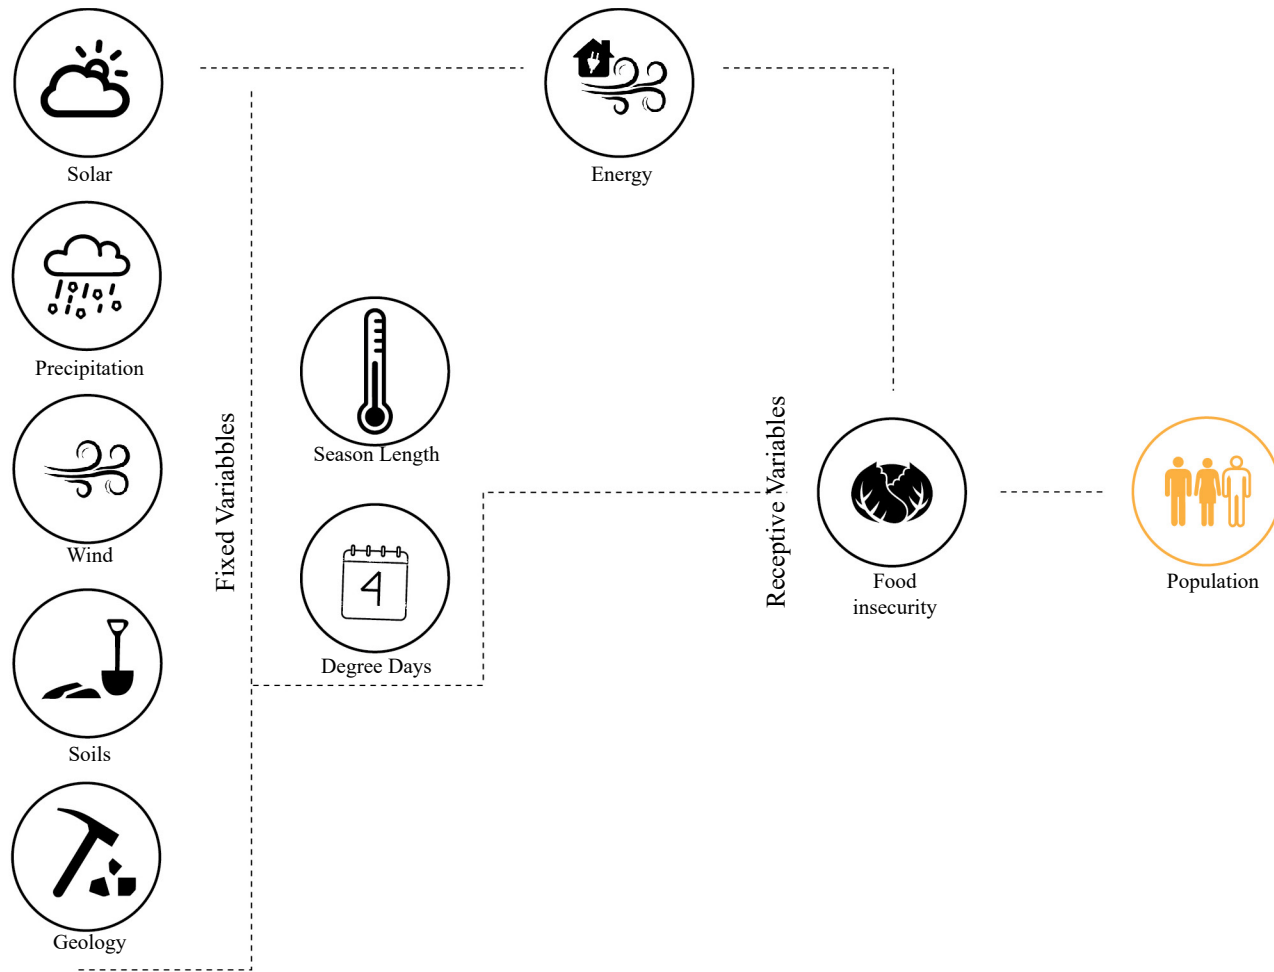 Solar
Energy
Precipitation
Season Length
Wind
Fixed Variabbles
Receptive Variables
4
Degree Days
Food
insecurity
Population
Soils
Geology